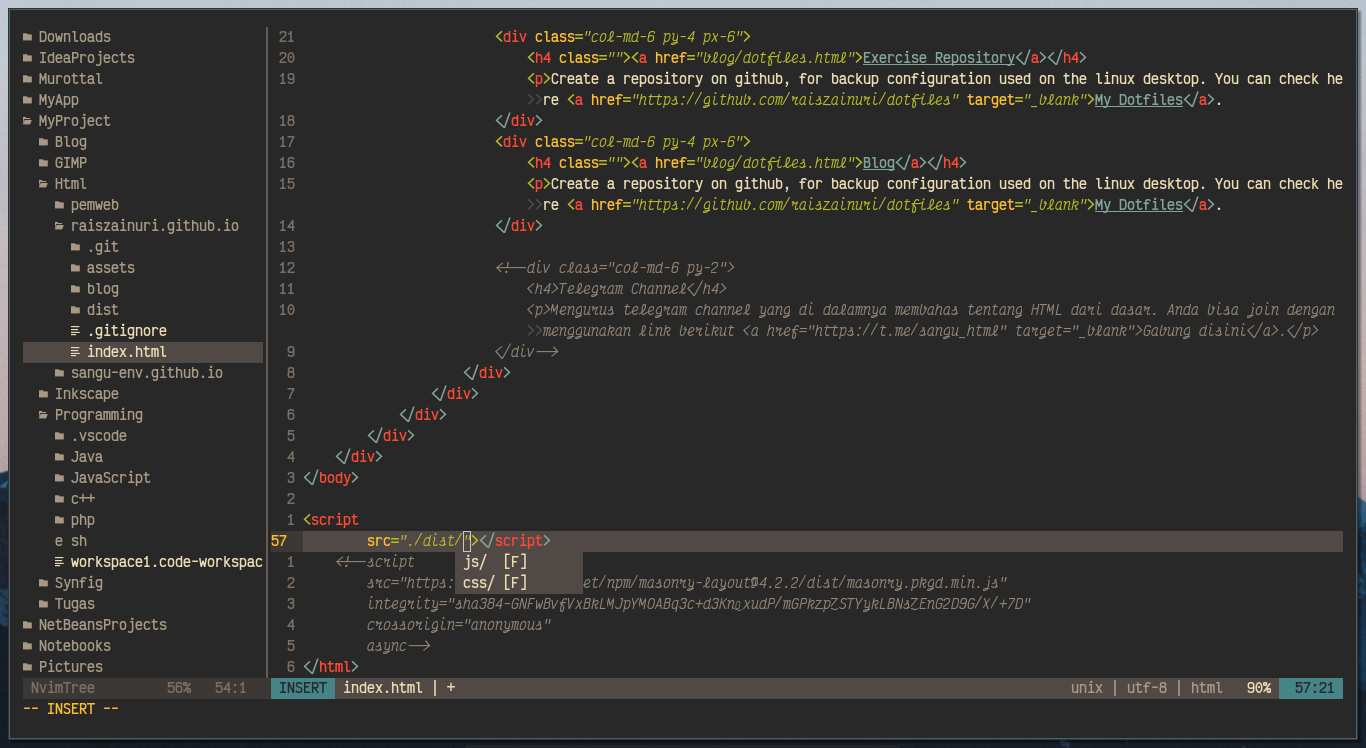 Downloads
IdeaProjects
Murottal
MyApp
MyProject
Blog
GIMP
Html
pemweb
raiszainuri.github.io
.git
assets
blog
dist
.gitignore
index.html
sangu-env.github.io
Inkscape
Programming
.vscode
Java
JavaScript
c++
php
e sh
workspace1.code-workspac
Synfig
Tugas
NetBeansProjects
Notebooks
Pictures
21 <div class="col-md-6 py-4 px-6">
20 <h4 class=""><a href="blog/dotfiles.html">Exercise Repository</a></h4>
19 <p>Create a repository on github, for backup configuration used on the linux desktop. You can check he
>>re <a href="https://github.com/raiszainuri/dotfiles" target="_blank">My Dotfiles</a>.
18 </div>
17 <div class="col-md-6 py-4 px-6">
16 <h4 class=""><a href="blog/dotfiles.html">Blog</a></h4>
15 <p>Create a repository on github, for backup configuration used on the linux desktop. You can check he
>>re <a href="https://github.com/raiszainuri/dotfiles" target="_blank">My Dotfiles</a>.
14 </div>
13
12 <!--div class="col-md-6 py-2">
11 <h4>Telegram Channel</h4>
10 <p>Mengurus telegram channel yang di dalamnya membahas tentang HTML dari dasar. Anda bisa join dengan
>>menggunakan link berikut <a href="https://t.me/sangu_html" target="_blank">Gabung disini</a>.</p>
9 </div-->
8 </div>
7 </div>
6 </div>
5 </div>
4 </div>
3 </body>
2
1 <script
57 src="./dist/"></script>
1 <!--script
js/ [F]
2 src="https: et/npm/masonry-layout@4.2.2/dist/masonry.pkgd.min.js"
css/ [F]
3 integrity="sha384-GNFwBvfVxBkLMJpYMOABq3c+d3KnQxudP/mGPkzpZSTYykLBNsZEnG2D9G/X/+7D"
4 crossorigin="anonymous"
5 async-->
6 </html>
NvimTree 56% 54:1 INSERT index.html | + unix | utf-8 | html 90% 57:21
-- INSERT --